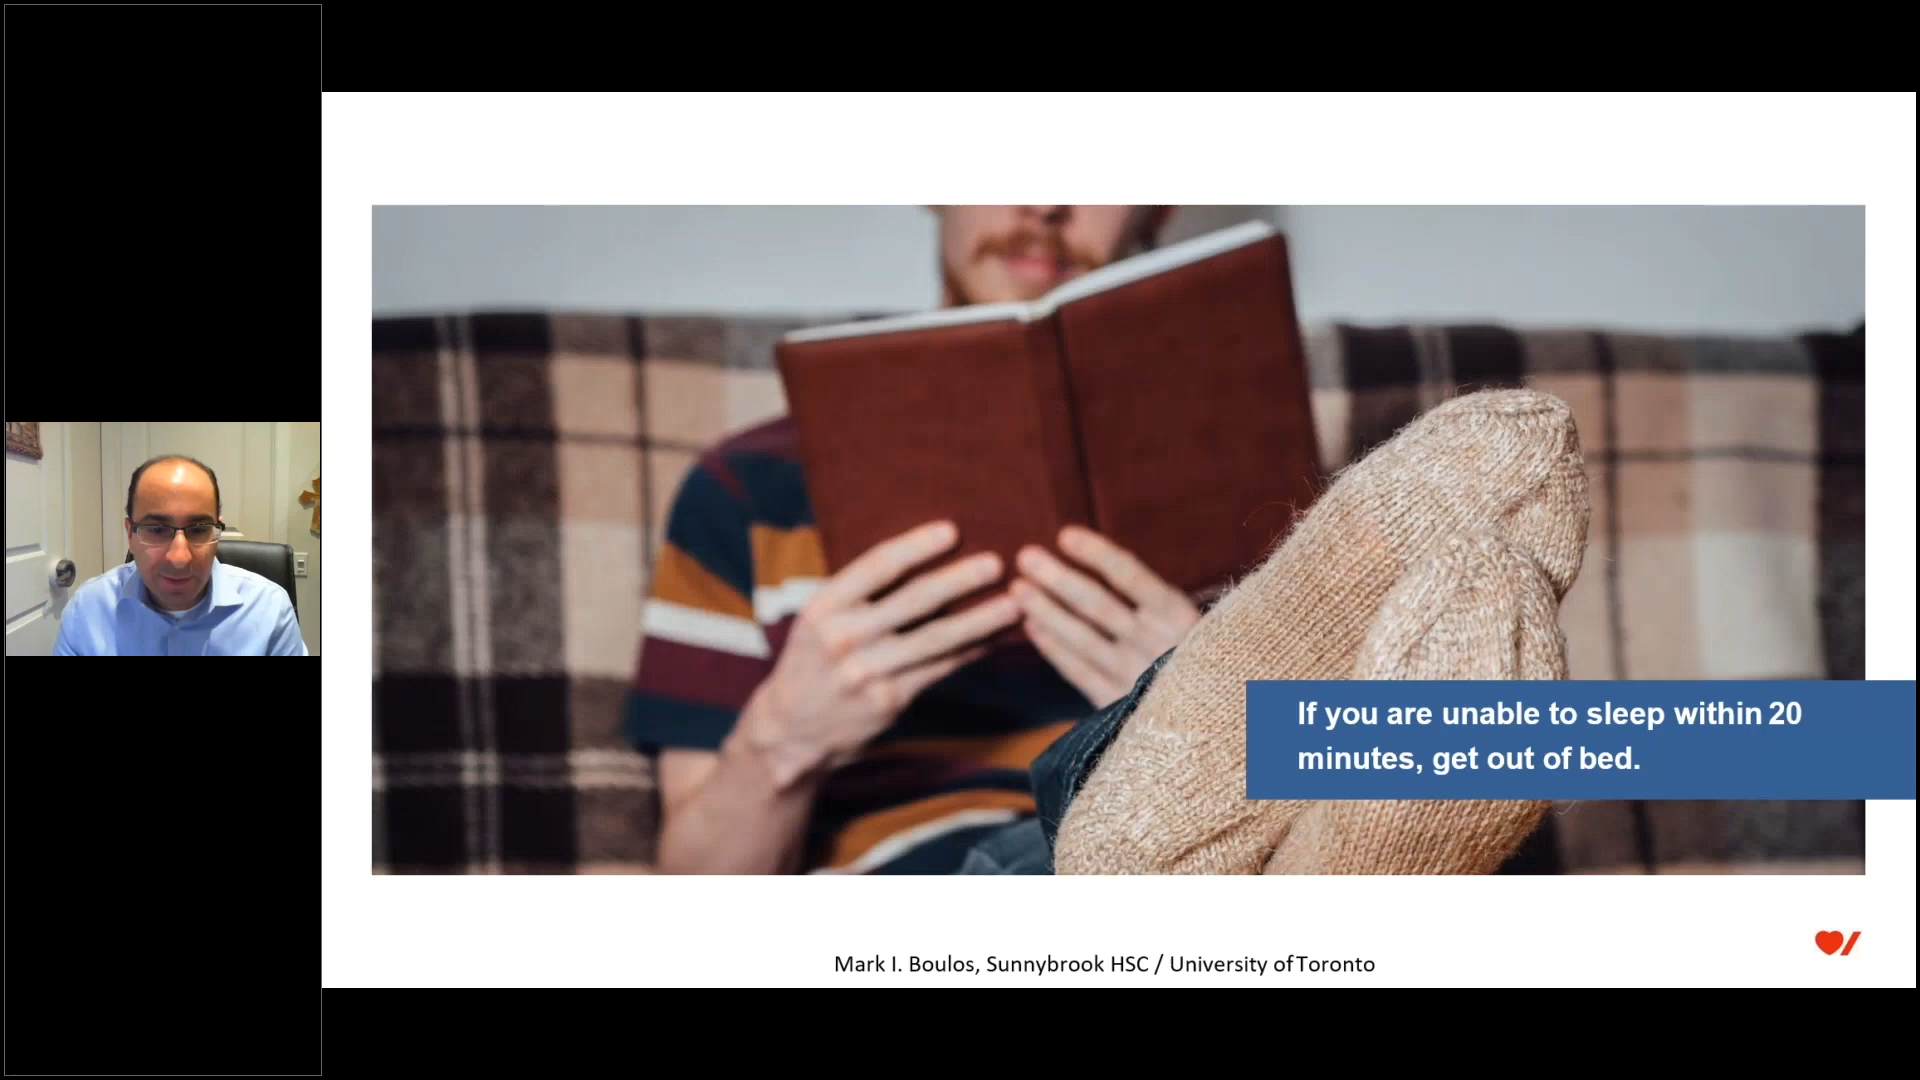 If you are unable to sleep within 20
minutes, get out of bed.
Mark I. Boulos, Sunnybrook HSC / University of Toronto